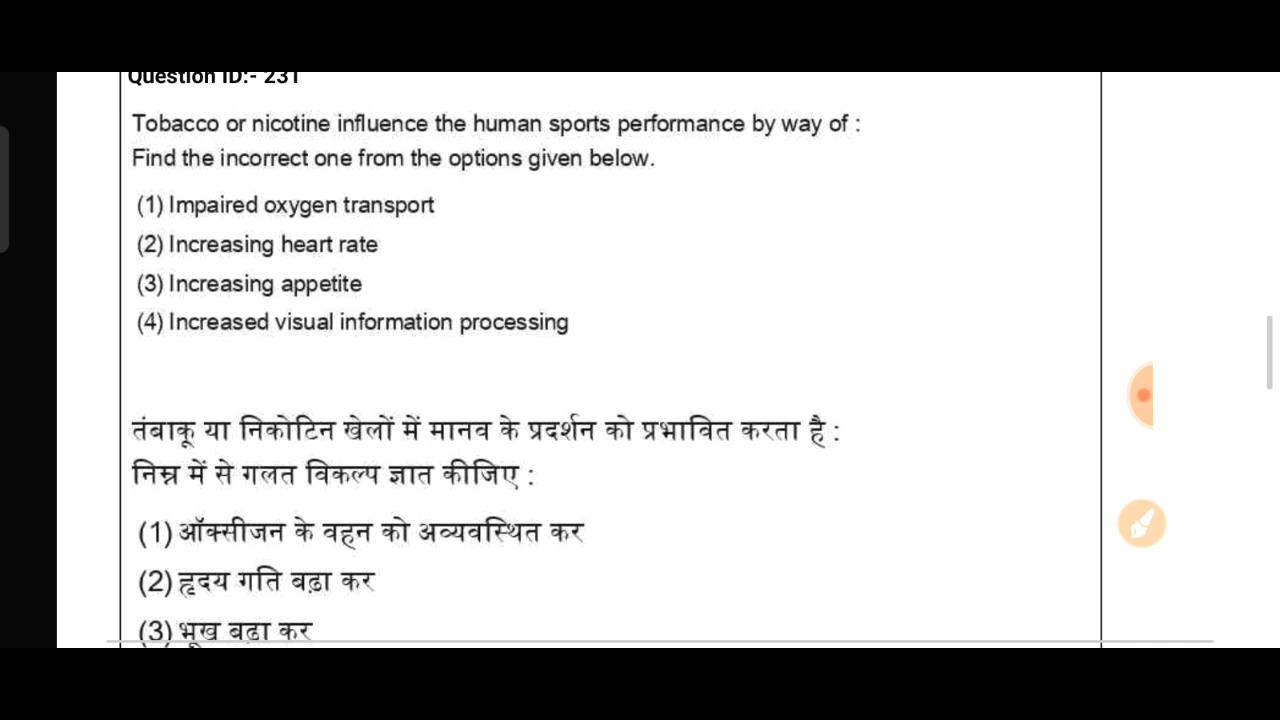 Question ID:- 231
Tobacco or nicotine influence the human sports performance by way of :
Find the incorrect one from the options given below.
(1) Impaired oxygen transport
(2) Increasing heart rate
(3) Increasing appetite
(4) Increased visual information processing
तंबाकू या निकोटिन खेलों में मानव के प्रदर्शन को प्रभावित करता है :
निम्न में से गलत विकल्प ज्ञात कीजिए :
(1) ऑक्सीजन के वहन को अव्यवस्थित कर
(2) हृदय गति बढ़ा कर
(3) भूख बढ़ा कर